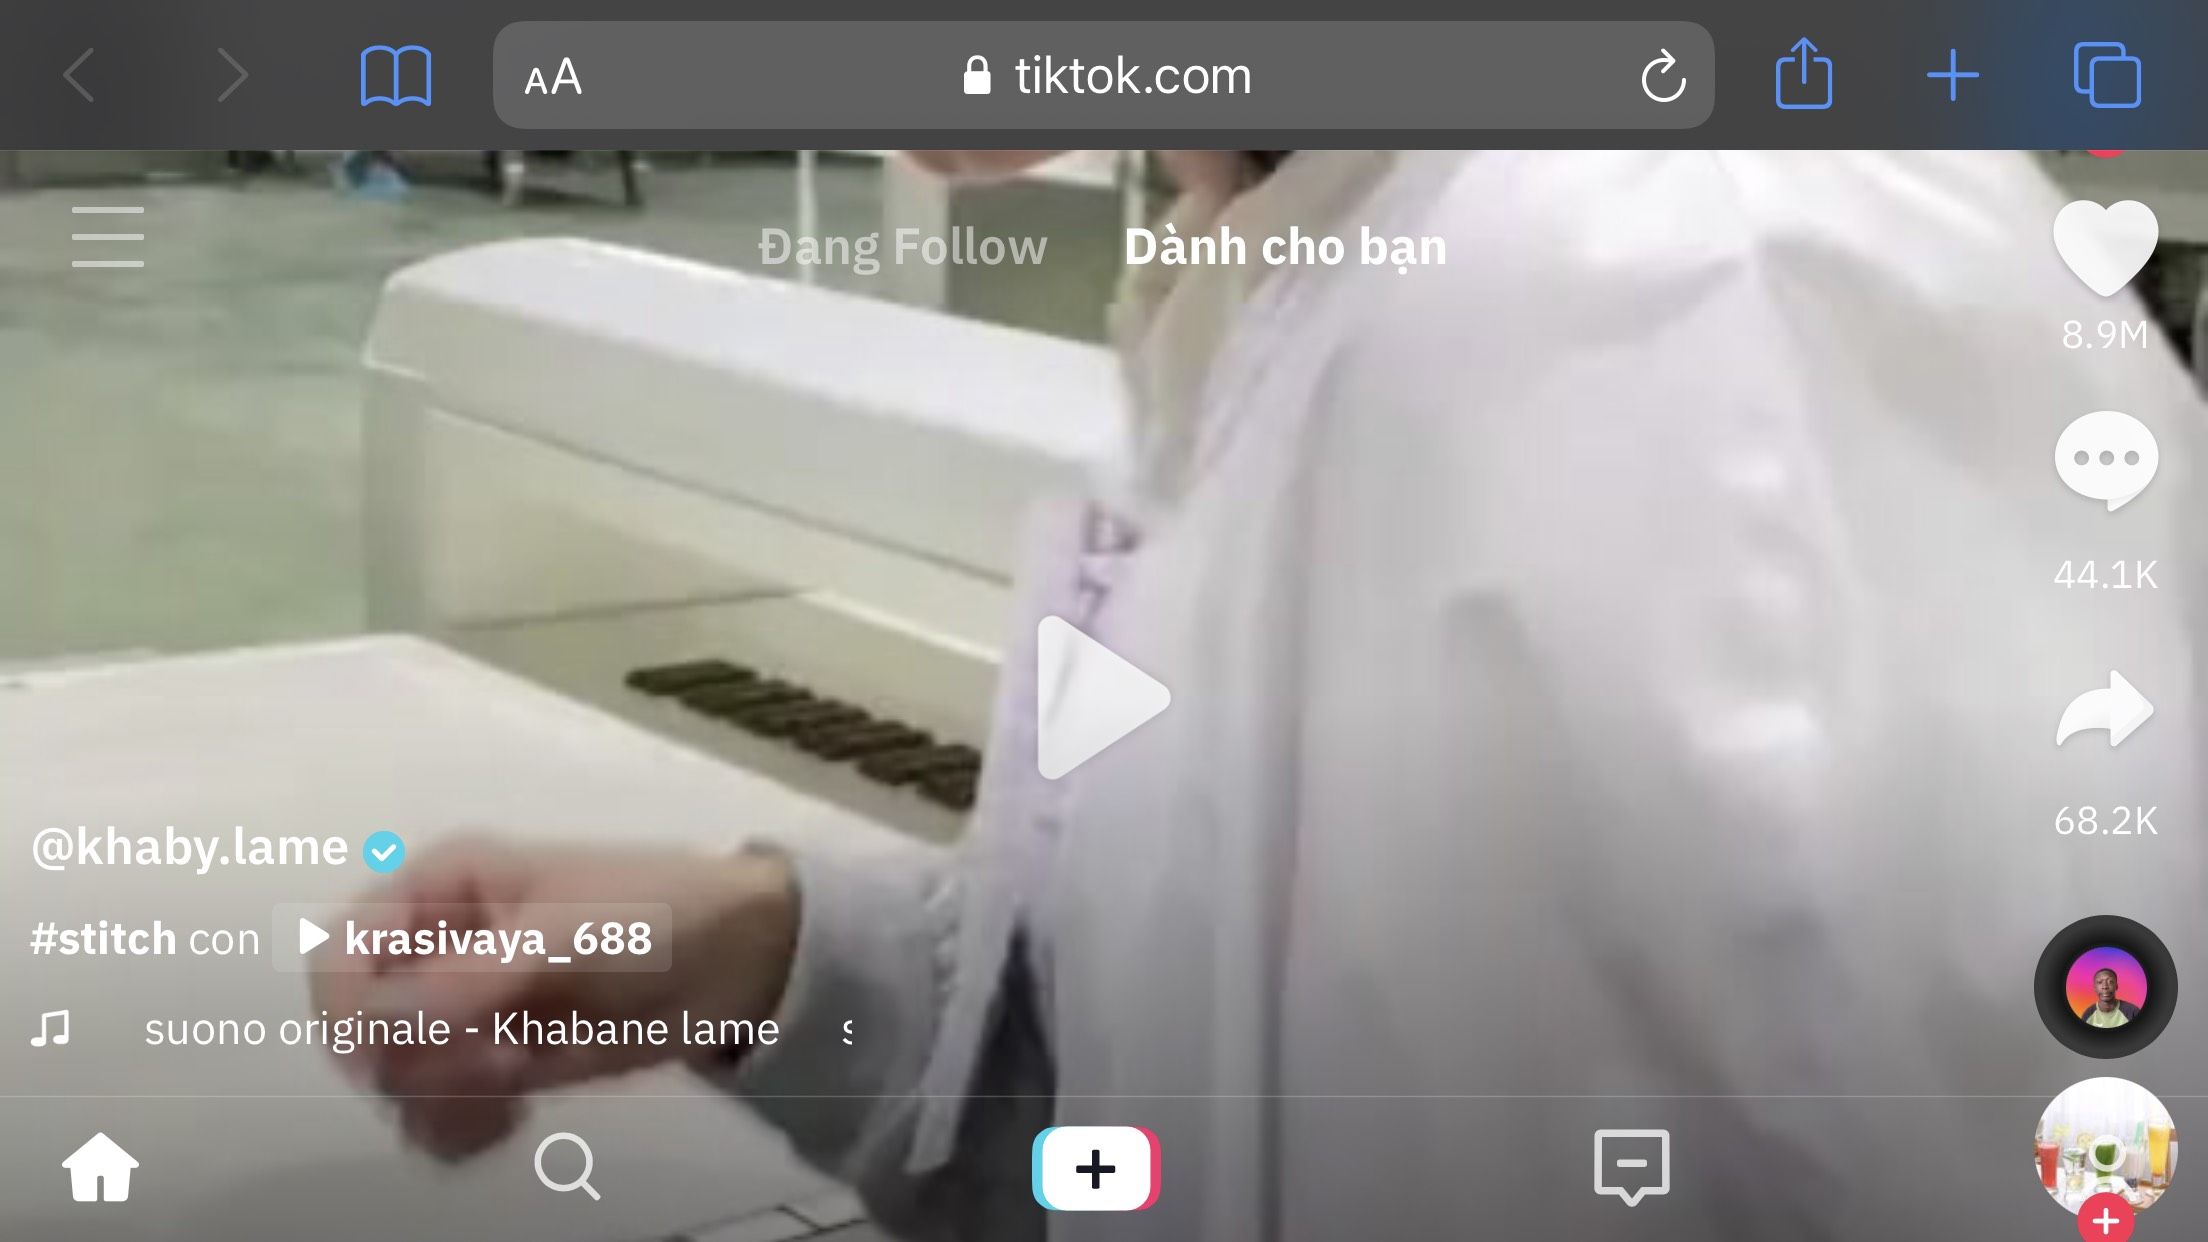 AA
tiktok.com
Đang Follow
Dành cho bạn
8.9M
44.1K
68.2K
@khaby.lame
#stitch con krasivaya_688
suono originale - Khabane lame